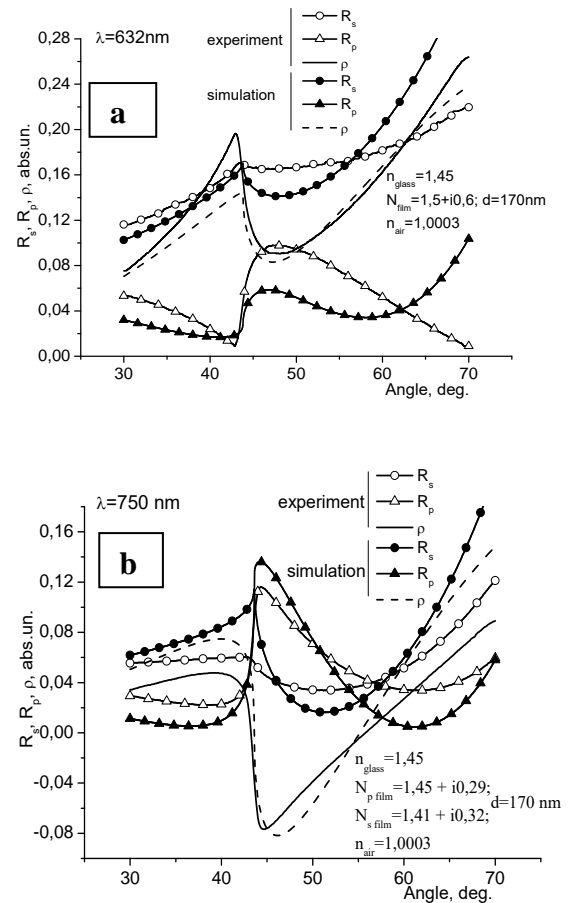 λ=632nm
experiment
R_s
R_p
ρ
simulation
R_s
R_p
ρ
a
R_s, R_p, ρ, abs.un.
0,28
0,24
0,20
0,16
0,12
0,08
0,04
0,00
n_glass=1,45
N_film=1,5+i0,6; d=170nm
n_air=1,0003
30 40 50 60 70
Angle, deg.
λ=750 nm
experiment
R_s
R_p
ρ
simulation
R_s
R_p
ρ
b
R_s, R_p, ρ, abs.un.
0,16
0,12
0,08
0,04
0,00
-0,04
-0,08
n_glass=1,45
N_p film=1,45 + i0,29;
N_s film=1,41 + i0,32;
d=170 nm
n_air=1,0003
30 40 50 60 70
Angle, deg.